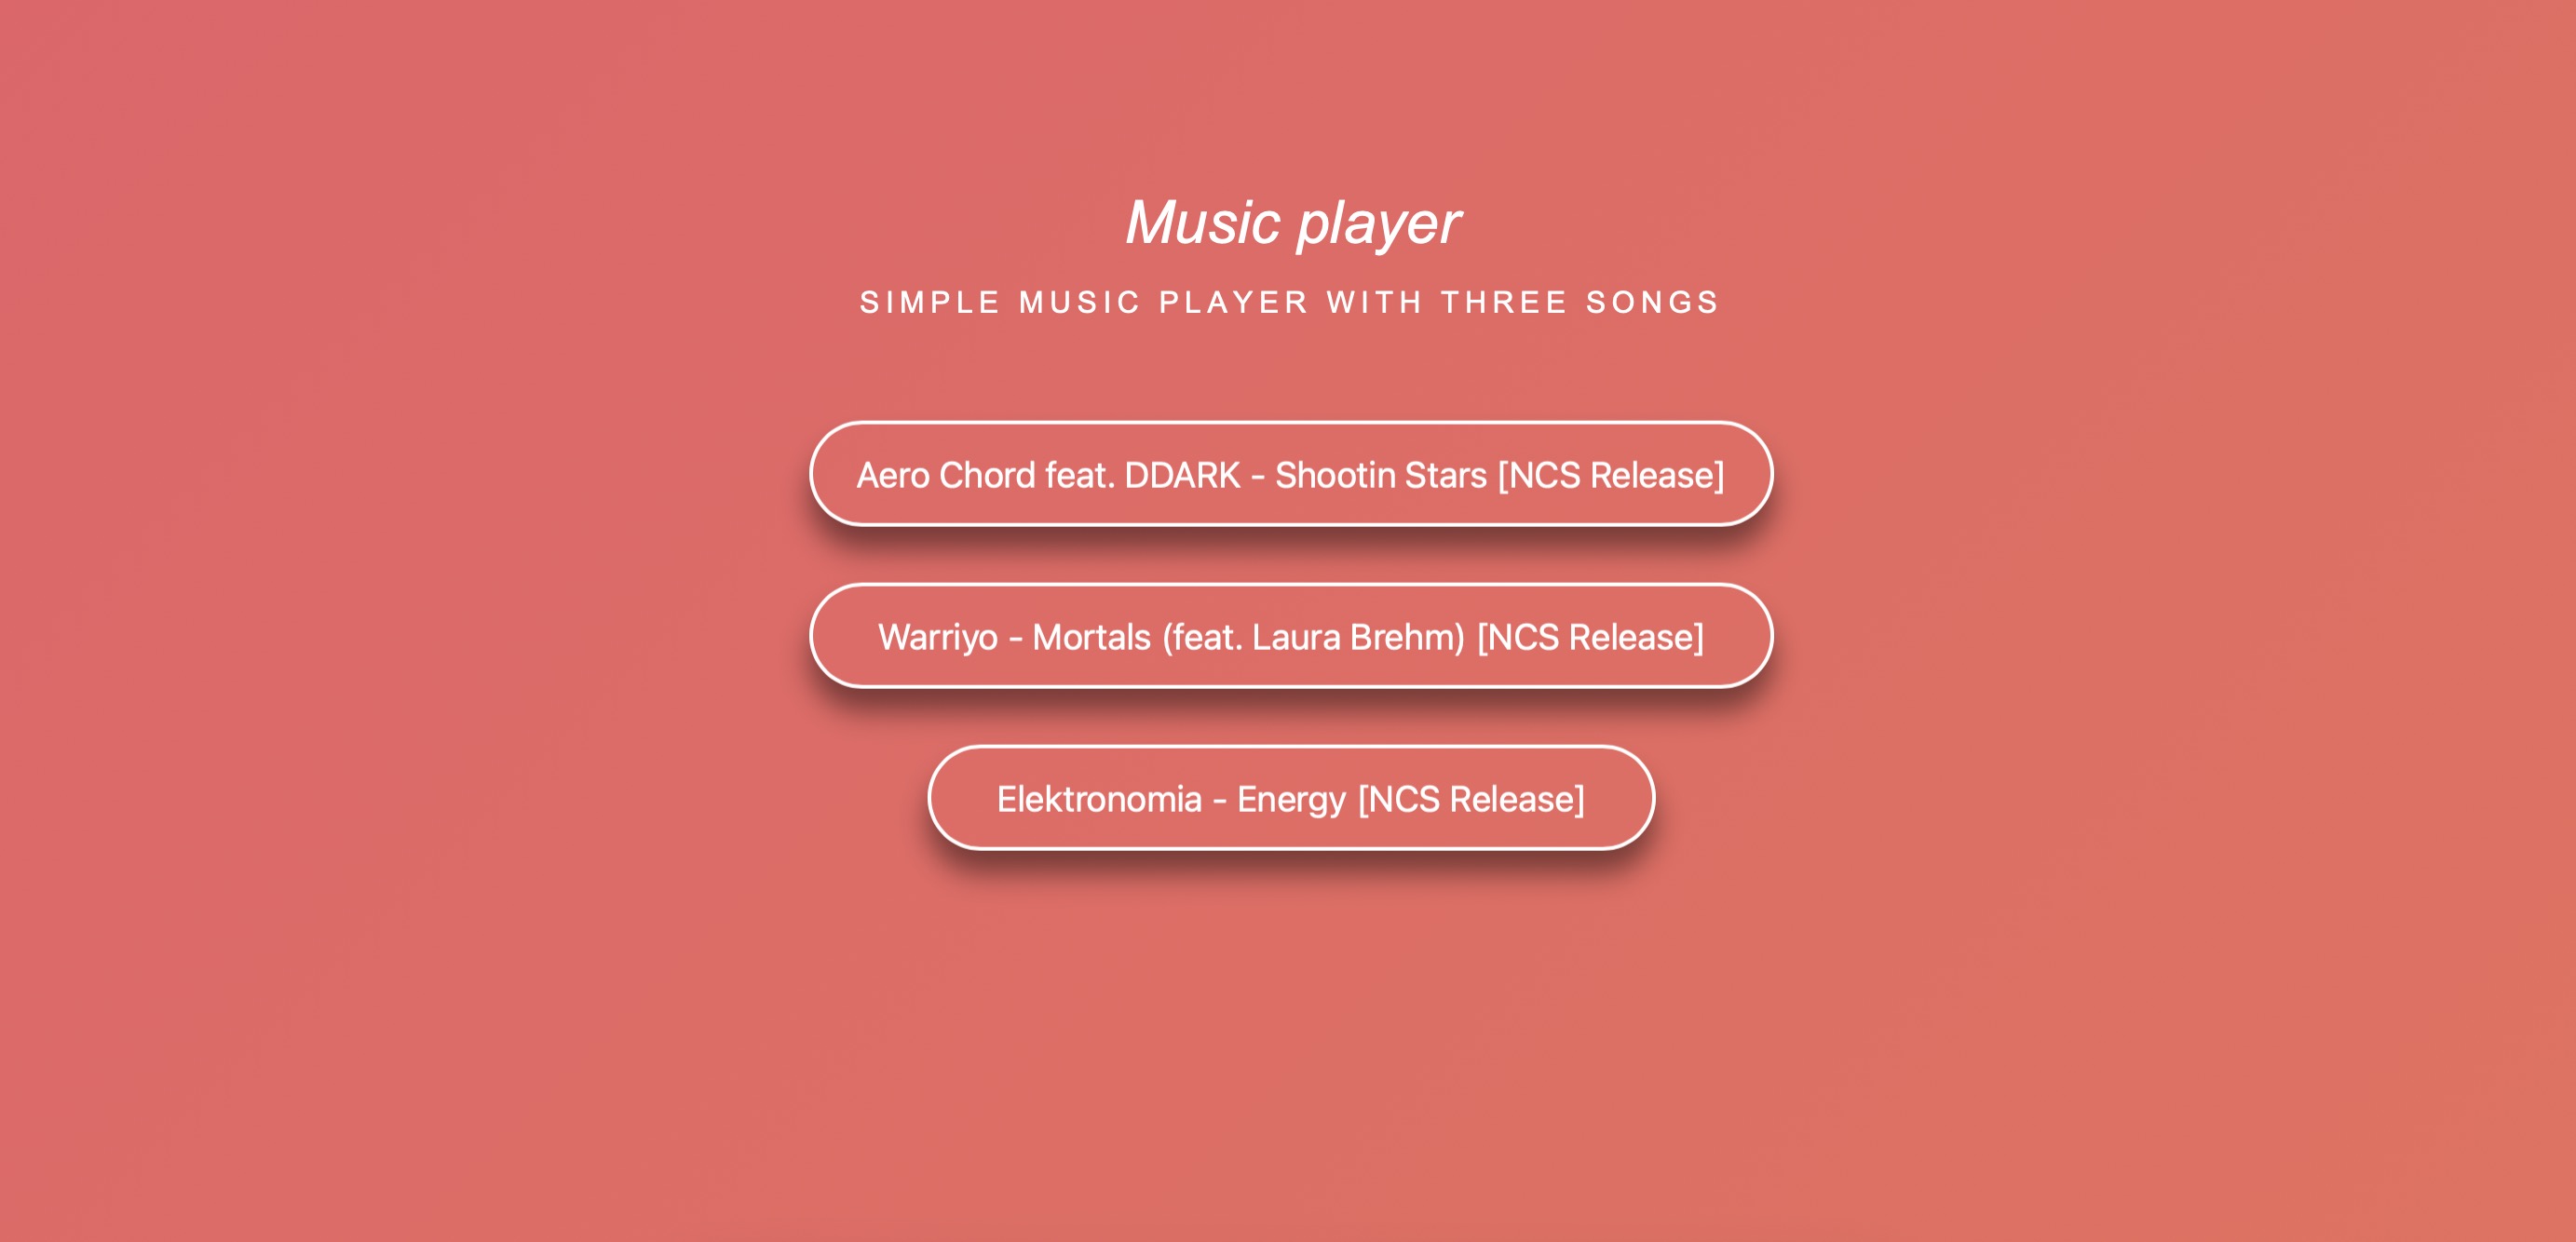 Music player
SIMPLE MUSIC PLAYER WITH THREE SONGS
Aero Chord feat. DDARK - Shootin Stars [NCS Release]
Warriyo - Mortals (feat. Laura Brehm) [NCS Release]
Elektronomia - Energy [NCS Release]